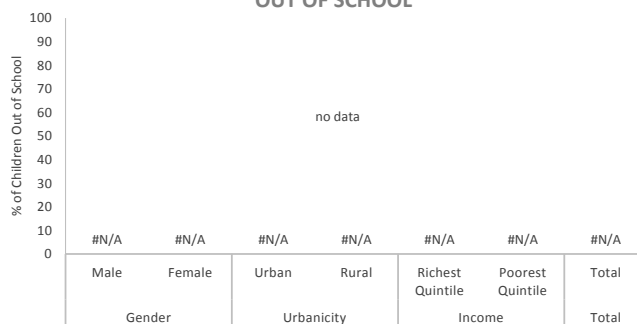 OUT OF SCHOOL
100
90
80
70
60
50
40
30
20
10
0
% of Children Out of School
no data
#N/A #N/A #N/A #N/A #N/A #N/A #N/A
Male Female Urban Rural Richest Quintile Poorest Quintile Total
Gender Urbanicity Income Total